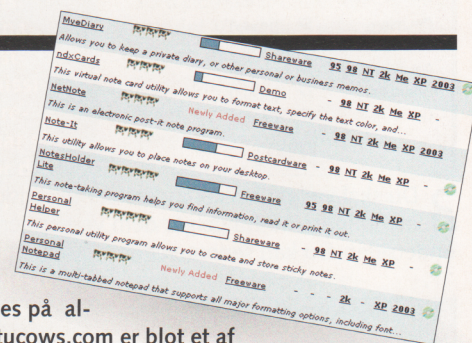 MyeDiary Shareware 95 98 NT 2k Me XP 2003
Allows you to keep a private diary, or other personal or business memos.
ndxCards Demo - 98 NT 2k Me XP -
This virtual note card utility allows you to format text, specify the text color, and...
NetNote Newly Added Freeware - 98 NT 2k Me XP 2003
This is an electronic post-it note program.
Note-It Postcardware - 98 NT 2k Me XP -
This utility allows you to place notes on your desktop.
NotesHolder
Lite Freeware 95 98 NT 2k Me XP -
This note-taking program helps you find information, read it or print it out.
Personal
Helper Shareware - 98 NT 2k Me XP -
This personal utility program allows you to create and store sticky notes.
Personal
Notepad Newly Added Freeware - - - 2k - XP 2003
This is a multi-tabbed notepad that supports all major formatting options, including font...
es på al-
tucows.com er blot et af